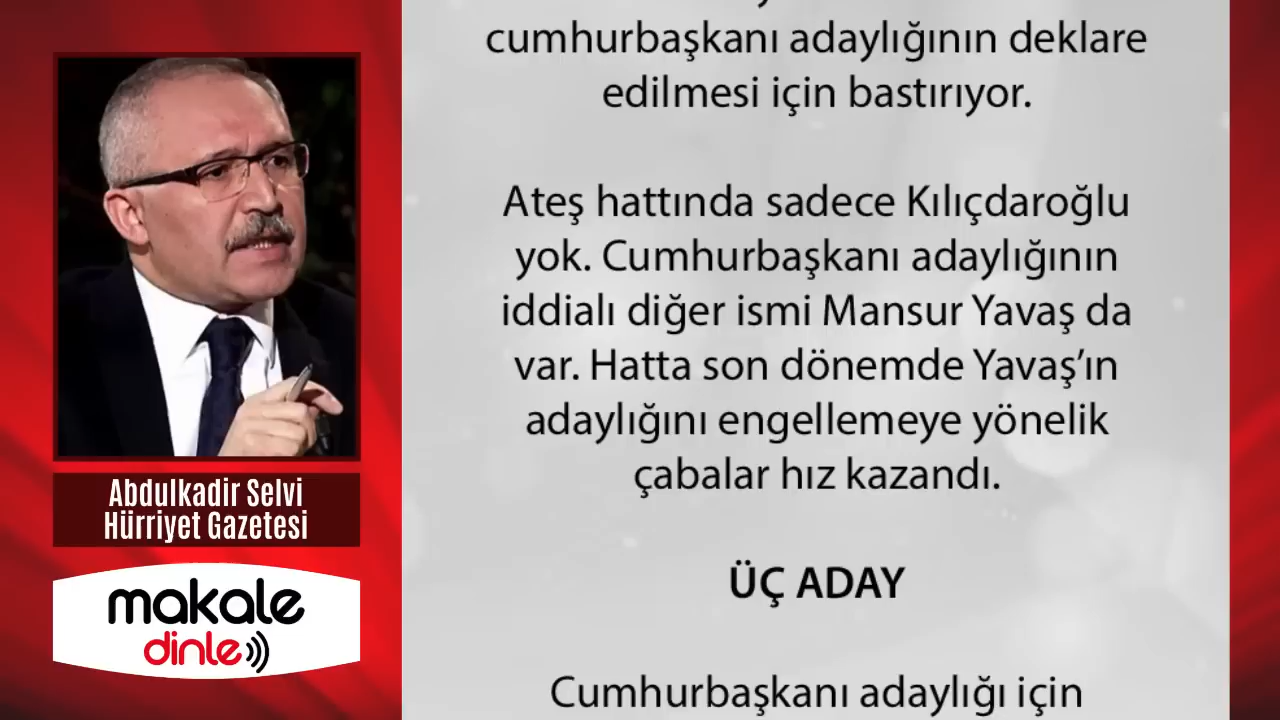 cumhurbaşkanı adaylığının deklare
edilmesi için bastırıyor.
Ateş hattında sadece Kılıçdaroğlu
yok. Cumhurbaşkanı adaylığının
iddialı diğer ismi Mansur Yavaş da
var. Hatta son dönemde Yavaş’ın
adaylığını engellemeye yönelik
çabalar hız kazandı.
ÜÇ ADAY
Cumhurbaşkanı adaylığı için
Abdulkadir Selvi
Hürriyet Gazetesi
makale
dinle